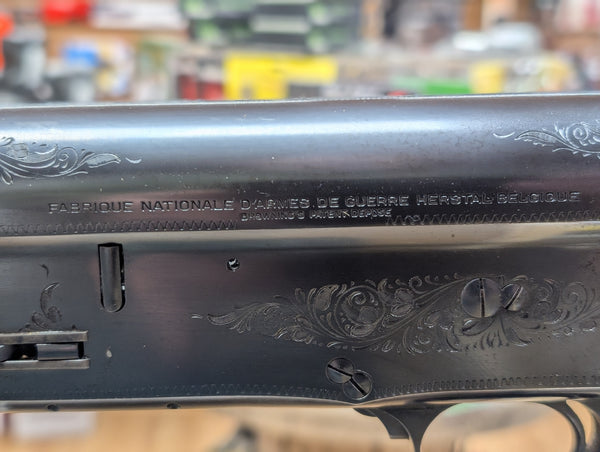 FABRIQUE NATIONALE D'ARMES DE GUERRE HERSTAL·BELGIQUE
BROWNING'S PATENT DEPOSE